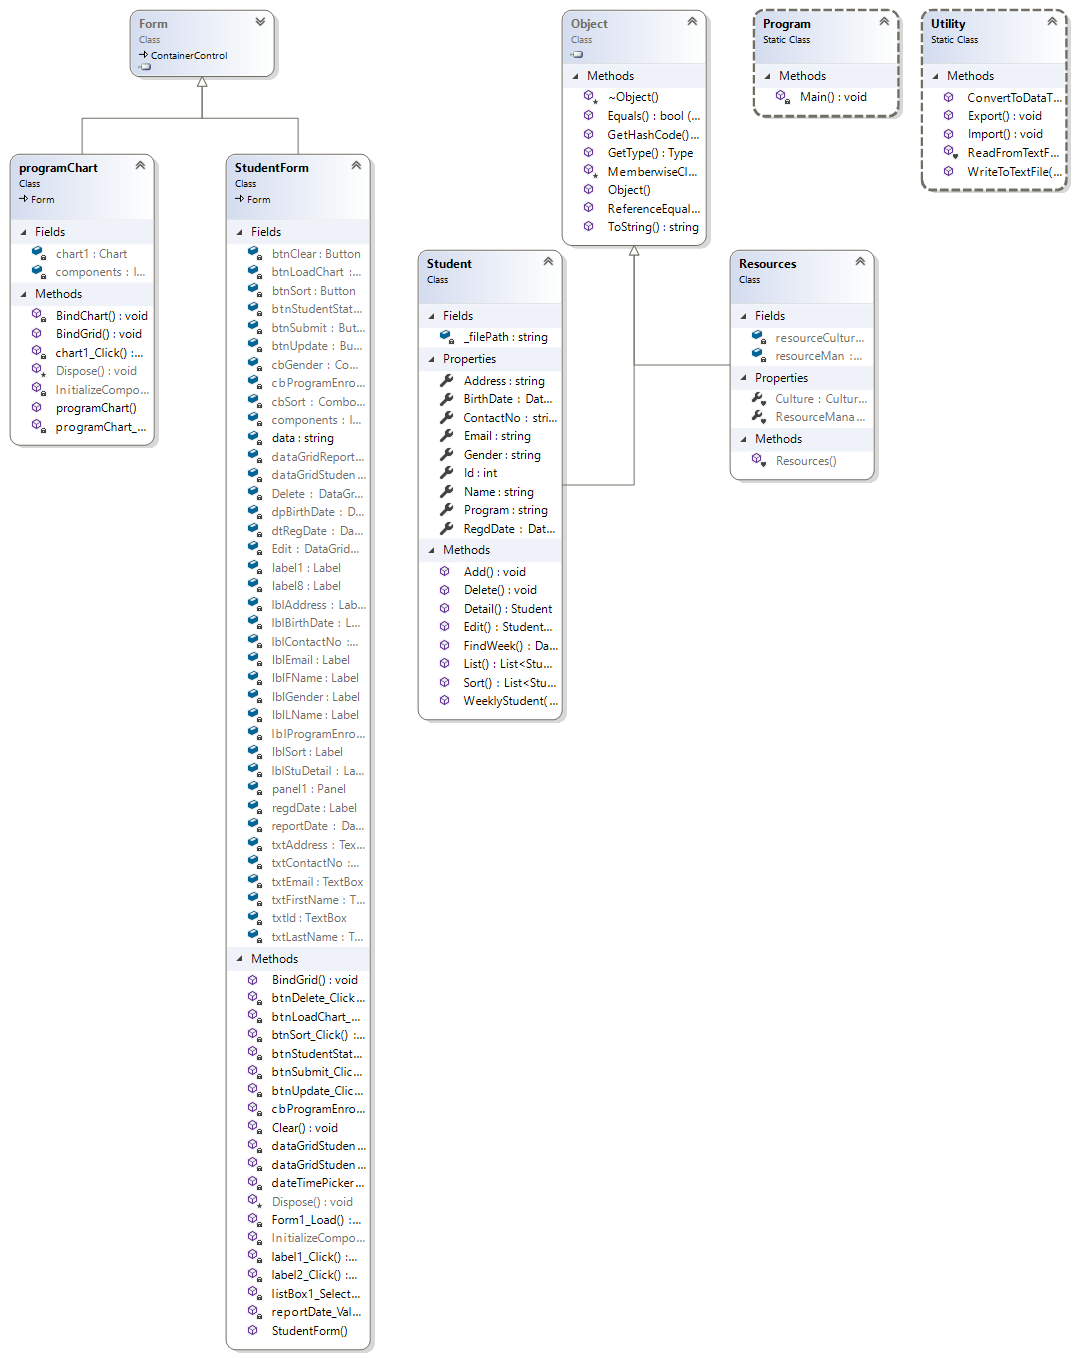 Form
Class
ContainerControl
programChart
Class
Form
Fields
chart1 : Chart
components : I...
Methods
BindChart() : void
BindGrid() : void
chart1_Click() :...
Dispose() : void
InitializeCompo...
programChart()
programChart_...
StudentForm
Class
Form
Fields
btnClear : Button
btnLoadChart :...
btnSort : Button
btnStudentStat...
btnSubmit : But...
btnUpdate : Bu...
cbGender : Co...
cbProgramEnro...
cbSort : Combo...
components : I...
data : string
dataGridReport...
dataGridStuden...
Delete : DataGr...
dpBirthDate : D...
dtRegDate : Da...
Edit : DataGrid...
label1 : Label
label8 : Label
lblAddress : Lab...
lblBirthDate : L...
lblContactNo :...
lblEmail : Label
lblFName : Label
lblGender : Label
lblLName : Label
lblProgramEnro...
lblSort : Label
lblStuDetail : La...
panel1 : Panel
regdDate : Label
reportDate : Da...
txtAddress : Tex...
txtContactNo :...
txtEmail : TextBox
txtFirstName : T...
txtId : TextBox
txtLastName : T...
Methods
BindGrid() : void
btnDelete_Click...
btnLoadChart_...
btnSort_Click() :...
btnStudentStat...
btnSubmit_Clic...
btnUpdate_Clic...
cbProgramEnro...
Clear() : void
dataGridStuden...
dataGridStuden...
dateTimePicker...
Dispose() : void
Form1_Load() :...
InitializeCompo...
label1_Click() :...
label2_Click() :...
listBox1_Select...
reportDate_Val...
StudentForm()
Object
Class
Methods
~Object()
Equals() : bool (...
GetHashCode()...
GetType() : Type
MemberwiseCl...
Object()
ReferenceEqual...
ToString() : string
Student
Class
Fields
_filePath : string
Properties
Address : string
BirthDate : Dat...
ContactNo : stri...
Email : string
Gender : string
Id : int
Name : string
Program : string
RegdDate : Dat...
Methods
Add() : void
Delete() : void
Detail() : Student
Edit() : Student...
FindWeek() : Da...
List() : List<Stu...
Sort() : List<Stu...
WeeklyStudent(...
Resources
Class
Fields
resourceCultur...
resourceMan :...
Properties
Culture : Cultur...
ResourceMana...
Methods
Resources()
Program
Static Class
Methods
Main() : void
Utility
Static Class
Methods
ConvertToDataT...
Export() : void
Import() : void
ReadFromTextF...
WriteToTextFile(...